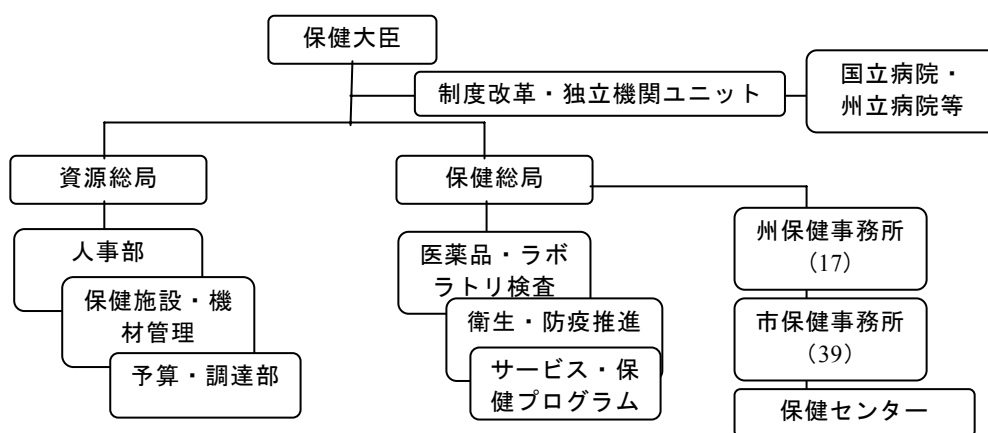 保健大臣
制度改革・独立機関ユニット
国立病院・
州立病院等
資源総局
保健総局
人事部
保健施設・機
材管理
予算・調達部
医薬品・ラボ
ラトリ検査
衛生・防疫推進
サービス・保
健プログラム
州保健事務所
（17）
市保健事務所
（39）
保健センター